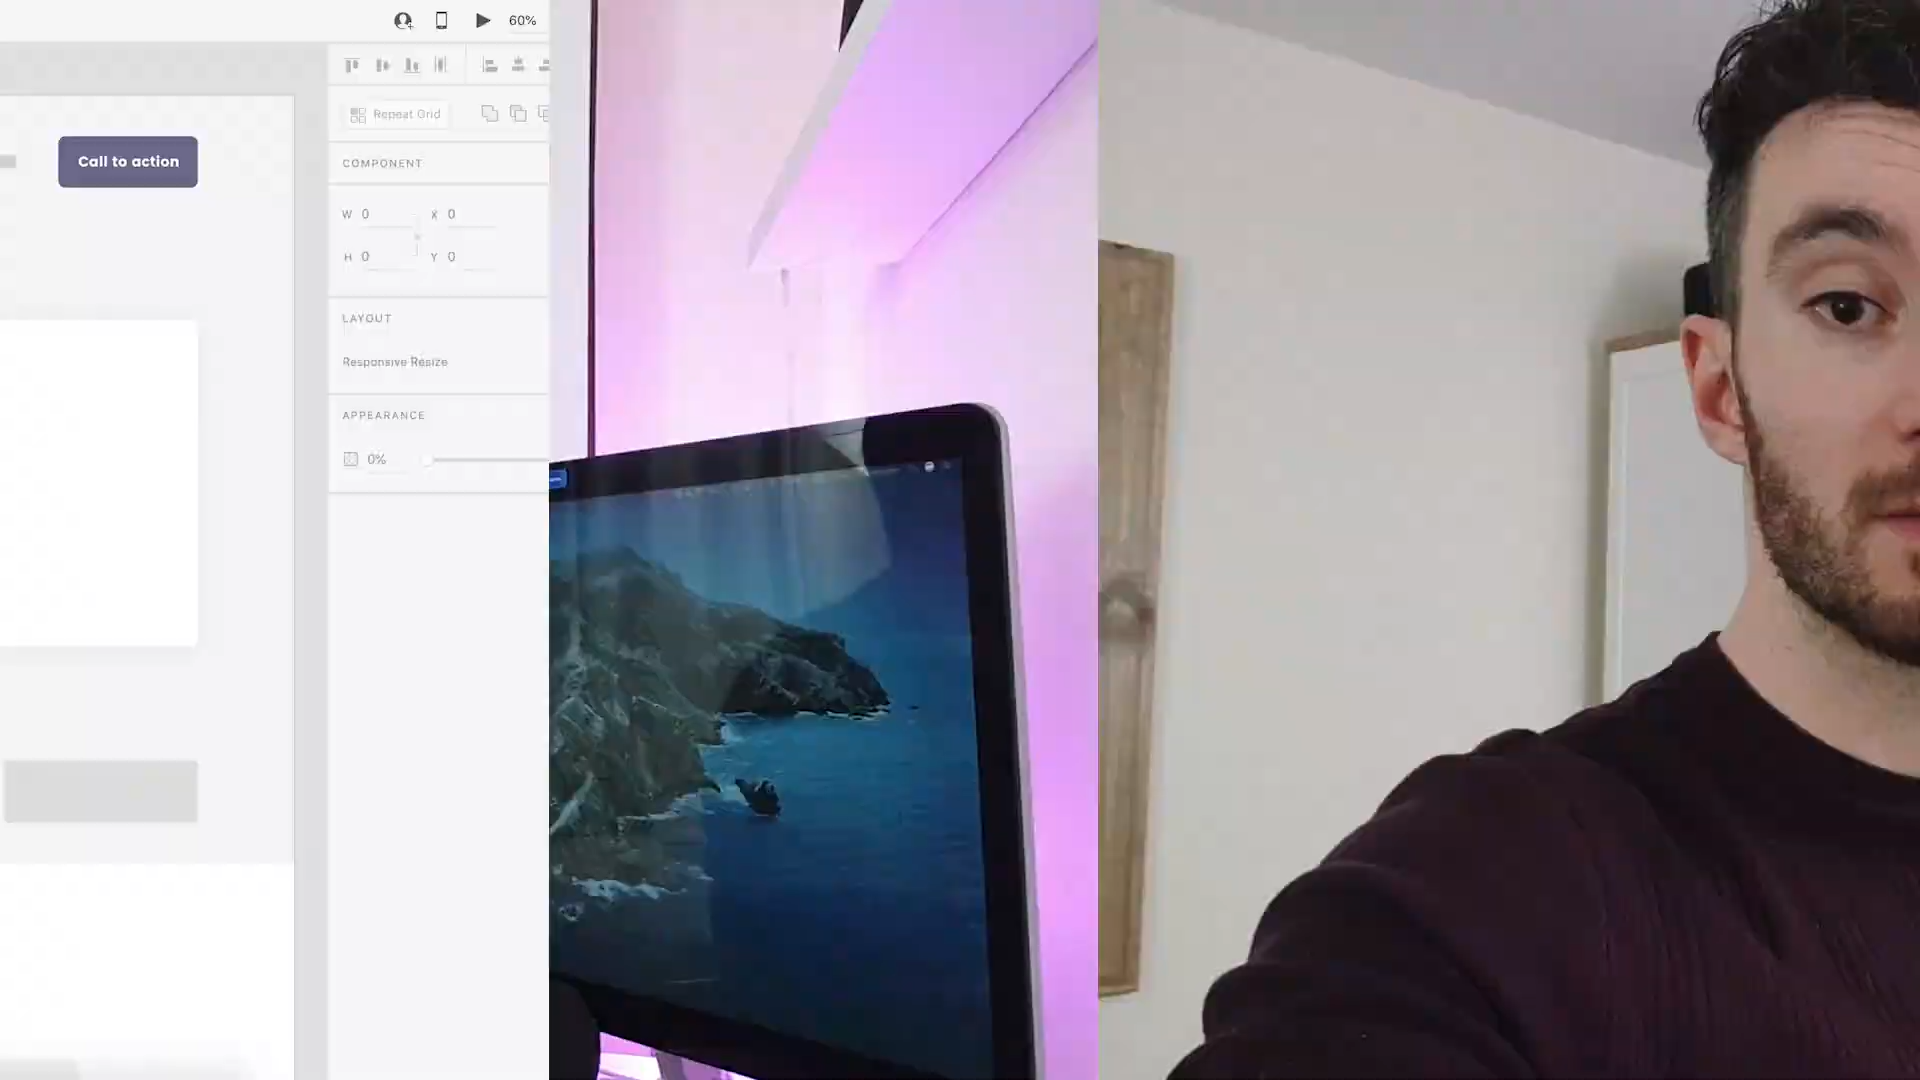 60%
Repeat Grid
Call to action
COMPONENT
W 0 X 0
H 0 Y 0
LAYOUT
Responsive Resize
APPEARANCE
0%